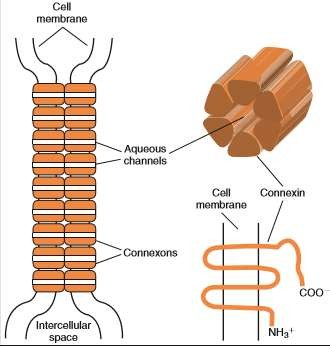 Cell
membrane
Aqueous
channels
Connexons
Intercellular
space
Cell
membrane
Connexin
COO⁻
NH₃⁺